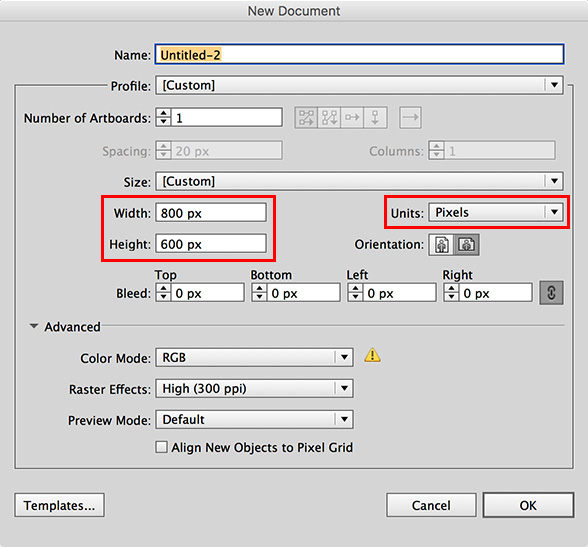 New Document
Name: Untitled-2
Profile: [Custom]
Number of Artboards: 1
Spacing: 20 px Columns: 1
Size: [Custom]
Width: 800 px Units: Pixels
Height: 600 px Orientation:
Top Bottom Left Right
Bleed: 0 px 0 px 0 px 0 px
Advanced
Color Mode: RGB
Raster Effects: High (300 ppi)
Preview Mode: Default
Align New Objects to Pixel Grid
Templates... Cancel OK